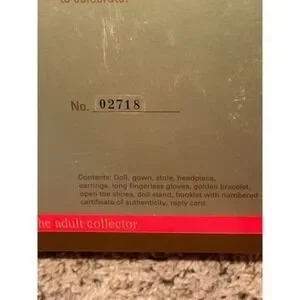 to celebrate.
No. 02718
Contents: Doll, gown, stole, headpiece,
earrings, long fingerless gloves, golden bracelet,
open toe shoes, doll stand, booklet with numbered
certificate of authenticity, reply card.
he adult collector